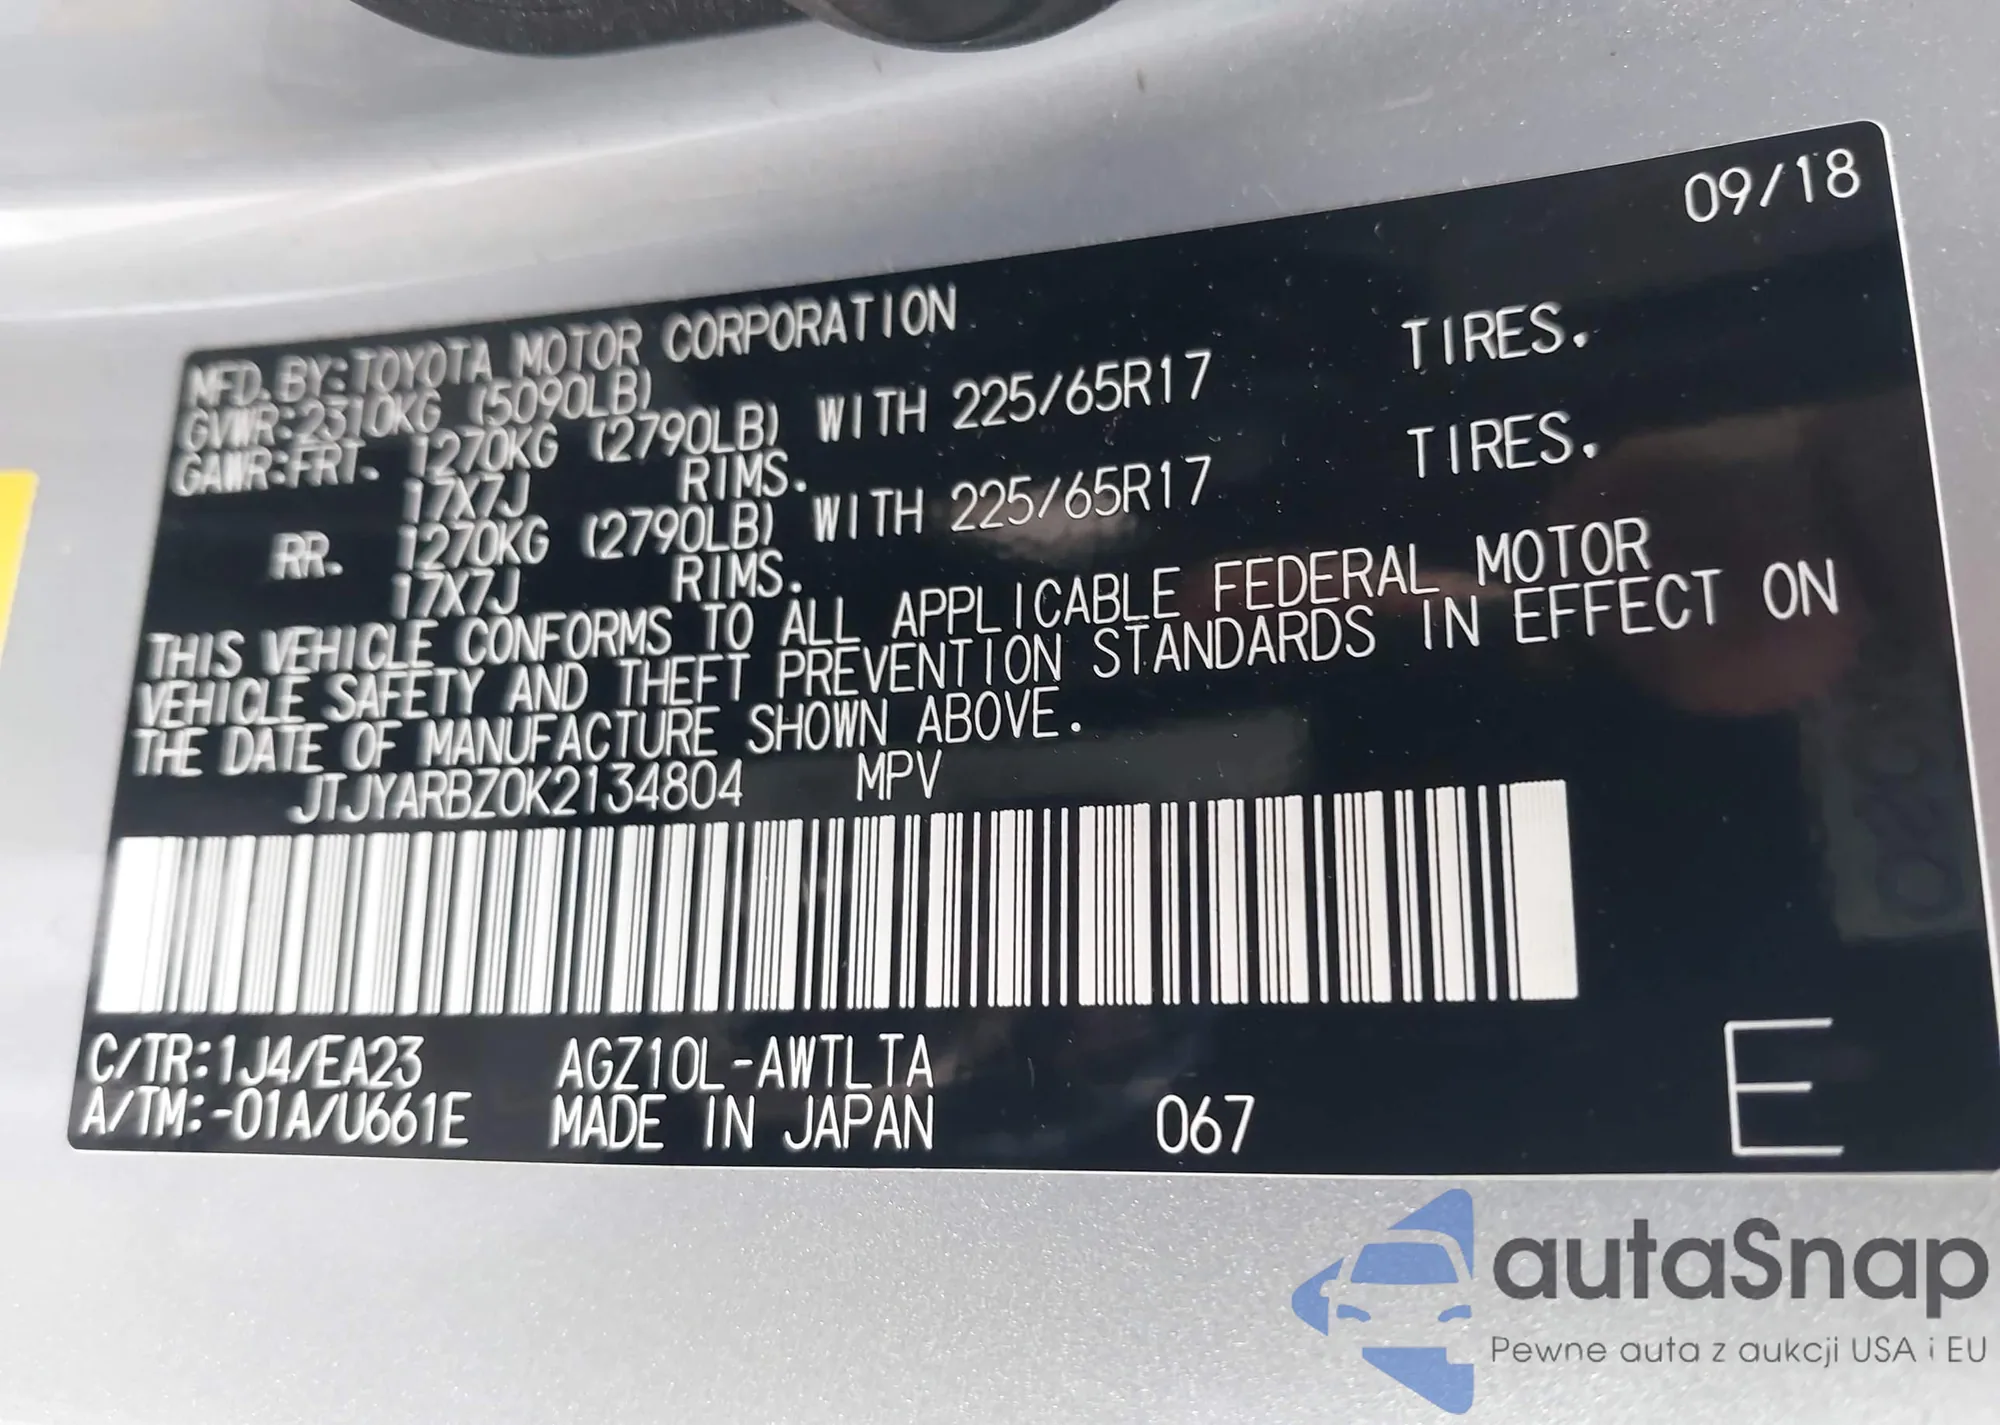 09/18
MFD. BY: TOYOTA MOTOR CORPORATION
GVWR: 2310KG (5090LB)
GAWR: FRT. 1270KG (2790LB) WITH 225/65R17 TIRES.
17X7J RIMS.
RR. 1270KG (2790LB) WITH 225/65R17 TIRES.
17X7J RIMS.
THIS VEHICLE CONFORMS TO ALL APPLICABLE FEDERAL MOTOR
VEHICLE SAFETY AND THEFT PREVENTION STANDARDS IN EFFECT ON
THE DATE OF MANUFACTURE SHOWN ABOVE.
JTJYARBZ0K2134804 MPV
C/TR: 1J4/EA23 AGZ10L-AWTLTA
A/TM: -01A/U661E MADE IN JAPAN 067 E
autaSnap
Pewne auta z aukcji USA i EU